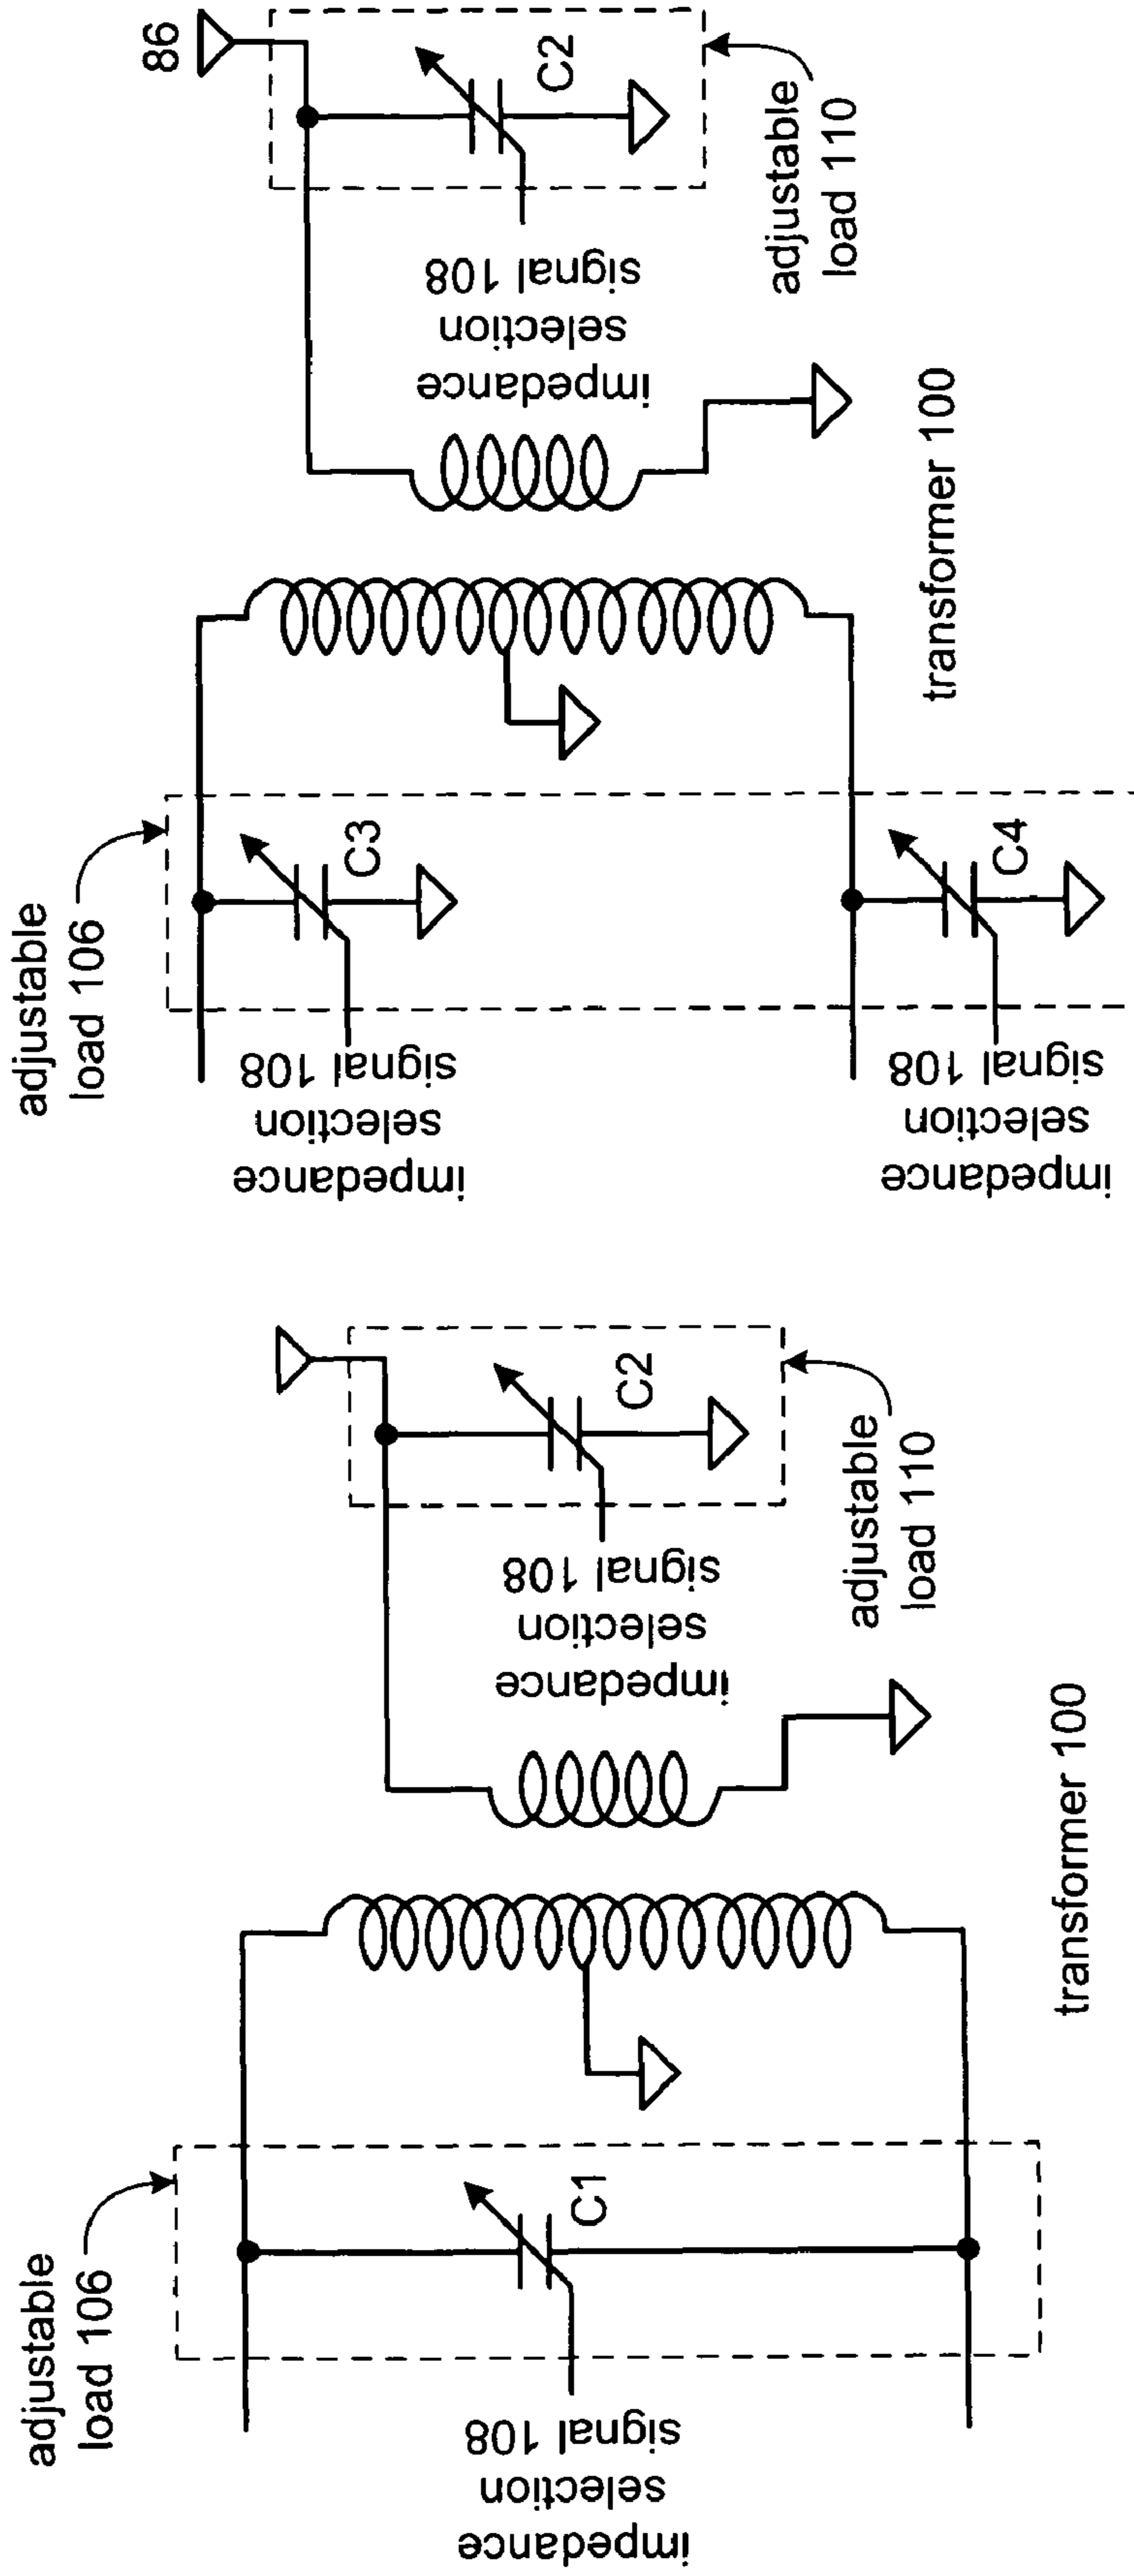 adjustable
load 106
impedance
selection
signal 108
C1
transformer 100
impedance
selection
signal 108
C2
adjustable
load 110
adjustable
load 106
impedance
selection
signal 108
C3
impedance
selection
signal 108
C4
transformer 100
86
impedance
selection
signal 108
C2
adjustable
load 110